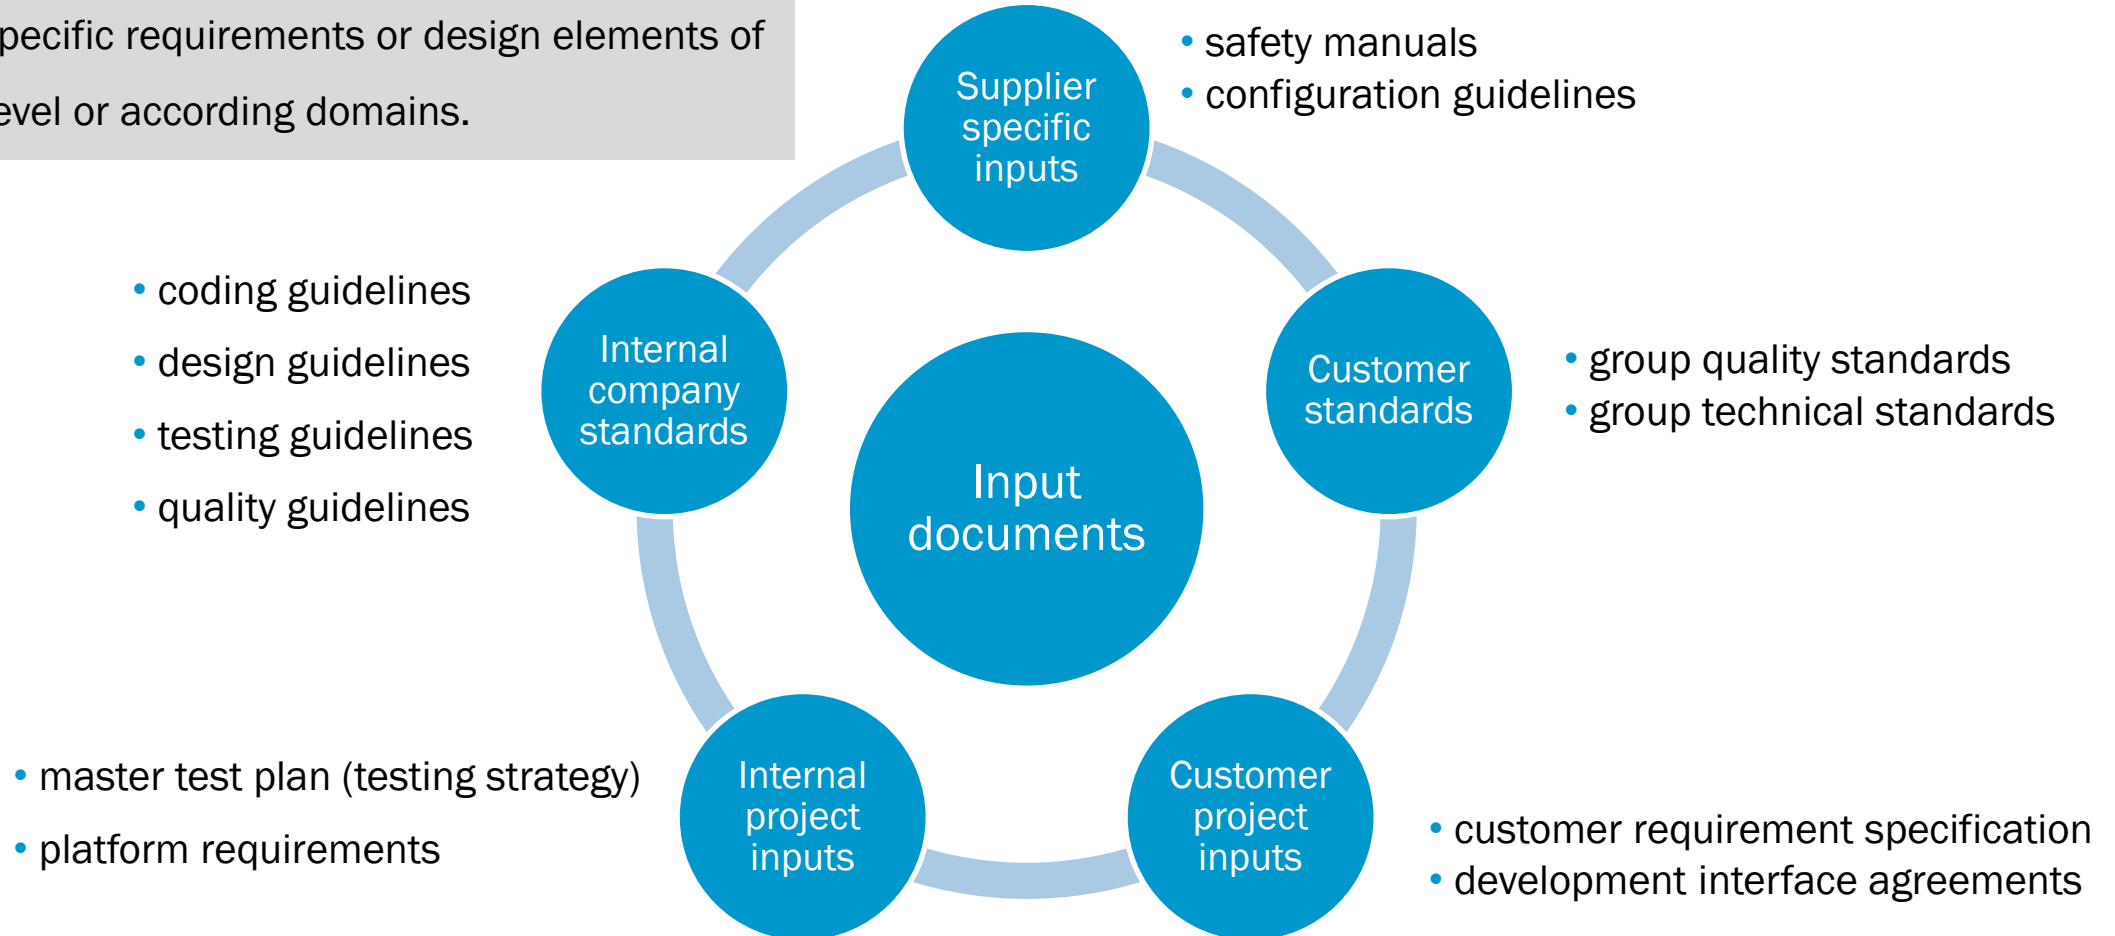 specific requirements or design elements of
level or according domains.
Supplier
specific
inputs
• safety manuals
• configuration guidelines
• coding guidelines
• design guidelines
• testing guidelines
• quality guidelines
Internal
company
standards
Customer
standards
• group quality standards
• group technical standards
Input
documents
• master test plan (testing strategy)
• platform requirements
Internal
project
inputs
Customer
project
inputs
• customer requirement specification
• development interface agreements